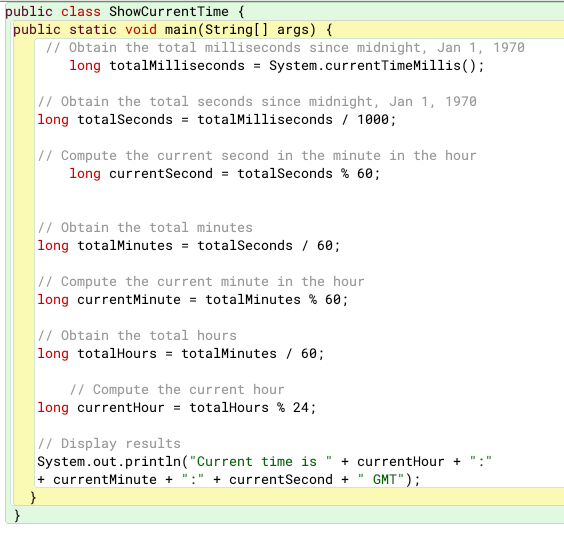 public class ShowCurrentTime {
public static void main(String[] args) {
// Obtain the total milliseconds since midnight, Jan 1, 1970
long totalMilliseconds = System.currentTimeMillis();
// Obtain the total seconds since midnight, Jan 1, 1970
long totalSeconds = totalMilliseconds / 1000;
// Compute the current second in the minute in the hour
long currentSecond = totalSeconds % 60;
// Obtain the total minutes
long totalMinutes = totalSeconds / 60;
// Compute the current minute in the hour
long currentMinute = totalMinutes % 60;
// Obtain the total hours
long totalHours = totalMinutes / 60;
// Compute the current hour
long currentHour = totalHours % 24;
// Display results
System.out.println("Current time is " + currentHour + ":"
+ currentMinute + ":" + currentSecond + " GMT");
}
}